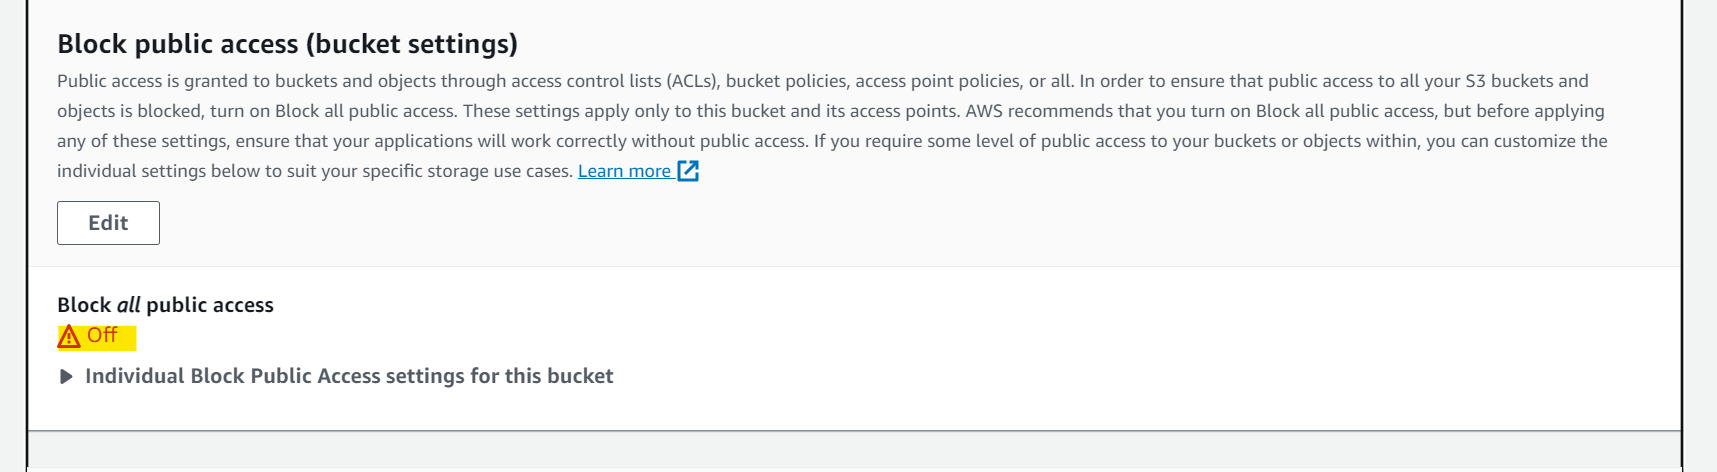 Block public access (bucket settings)
Public access is granted to buckets and objects through access control lists (ACLs), bucket policies, access point policies, or all. In order to ensure that public access to all your S3 buckets and
objects is blocked, turn on Block all public access. These settings apply only to this bucket and its access points. AWS recommends that you turn on Block all public access, but before applying
any of these settings, ensure that your applications will work correctly without public access. If you require some level of public access to your buckets or objects within, you can customize the
individual settings below to suit your specific storage use cases. Learn more
Edit
Block all public access
Off
Individual Block Public Access settings for this bucket